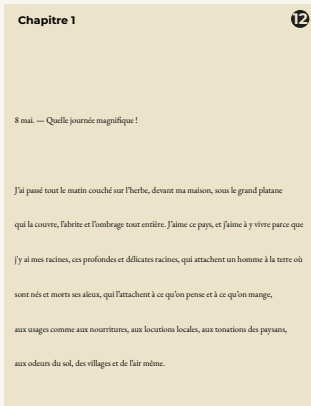 Chapitre 1
12
8 mai. — Quelle journée magnifique !
J'ai passé tout le matin couché sur l'herbe, devant ma maison, sous le grand platane
qui la couvre, l'abrite et l'ombrage tout entière. J'aime ce pays, et j'aime à y vivre parce que
j'y ai mes racines, ces profondes et délicates racines, qui attachent un homme à la terre où
sont nés et morts ses aïeux, qui l'attachent à ce qu'on pense et à ce qu'on mange,
aux usages comme aux nourritures, aux locutions locales, aux tonations des paysans,
aux odeurs du sol, des villages et de l'air même.